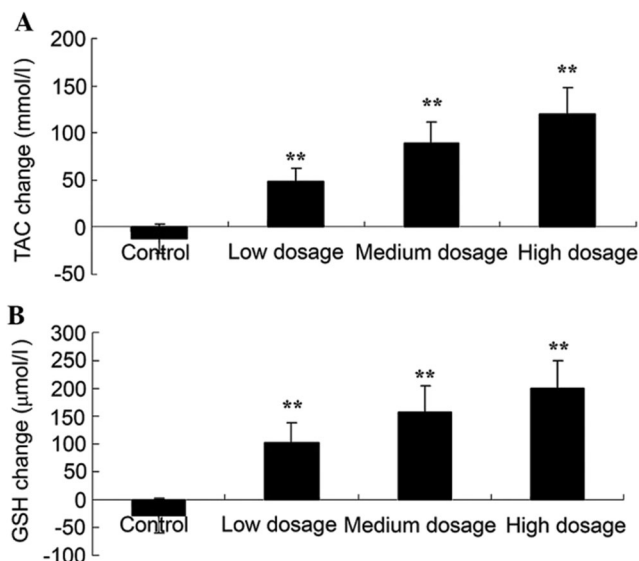 A
TAC change (mmol/l)
200
150
100
50
0
-50
**
**
**
Control
Low dosage
Medium dosage
High dosage
B
GSH change (μmol/l)
300
250
200
150
100
50
0
-50
-100
**
**
**
Control
Low dosage
Medium dosage
High dosage